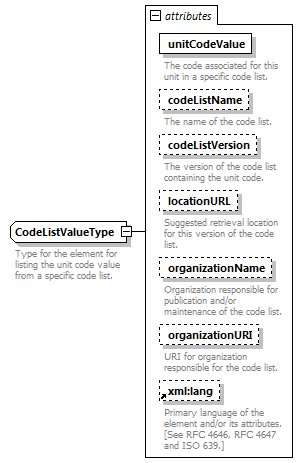 attributes
unitCodeValue
The code associated for this
unit in a specific code list.
codeListName
The name of the code list.
codeListVersion
The version of the code list
containing the unit code.
locationURL
Suggested retrieval location
for this version of the code
list.
CodeListValueType
Type for the element for
listing the unit code value
from a specific code list.
organizationName
Organization responsible for
publication and/or
maintenance of the code list.
organizationURI
URI for organization
responsible for the code list.
xml:lang
Primary language of the
element and/or its attributes.
[See RFC 4646, RFC 4647
and ISO 639.]